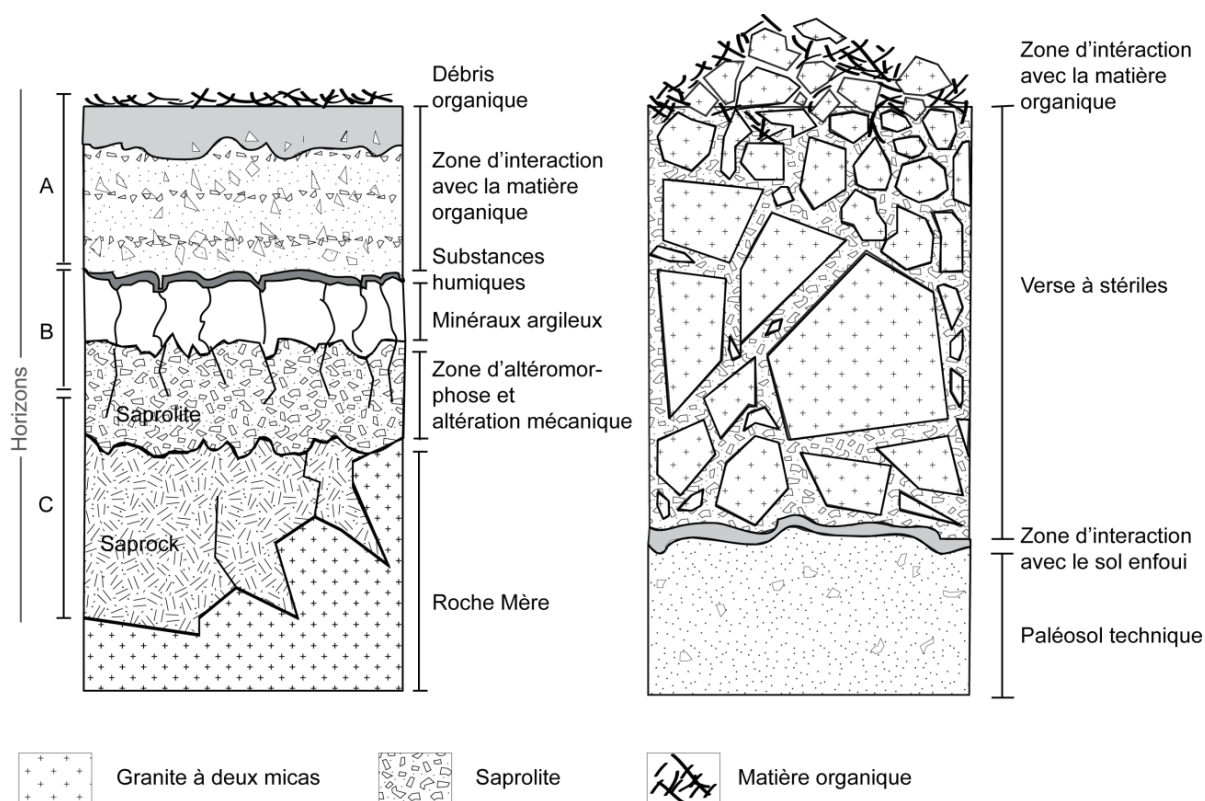 Horizons
A
B
C
Débris
organique
Zone d'interaction
avec la matière
organique
Substances
humiques
Minéraux argileux
Zone d'altéromor-
phose et
altération mécanique
Roche Mère
Saprolite
Saprock
Zone d'intéraction
avec la matière
organique
Verse à stériles
Zone d'interaction
avec le sol enfoui
Paléosol technique
Granite à deux micas
Saprolite
Matière organique